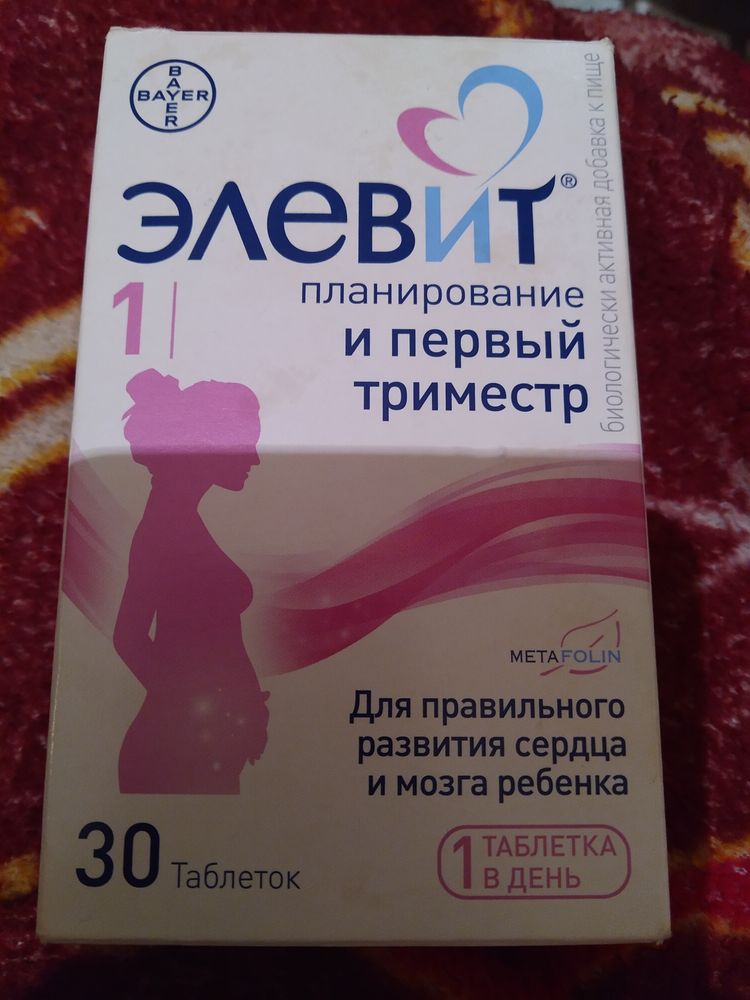 BAYER
BAYER
ЭЛЕВИТ®
1
планирование
и первый
триместр
биологически активная добавка к пище
METAFOLIN
Для правильного
развития сердца
и мозга ребенка
30 Таблеток
1 ТАБЛЕТКА
В ДЕНЬ